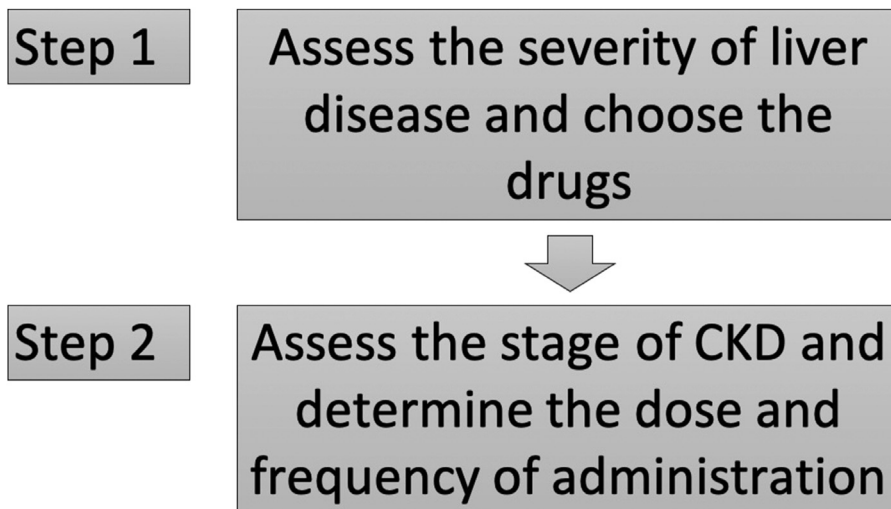 Step 1
Assess the severity of liver
disease and choose the
drugs
Step 2
Assess the stage of CKD and
determine the dose and
frequency of administration